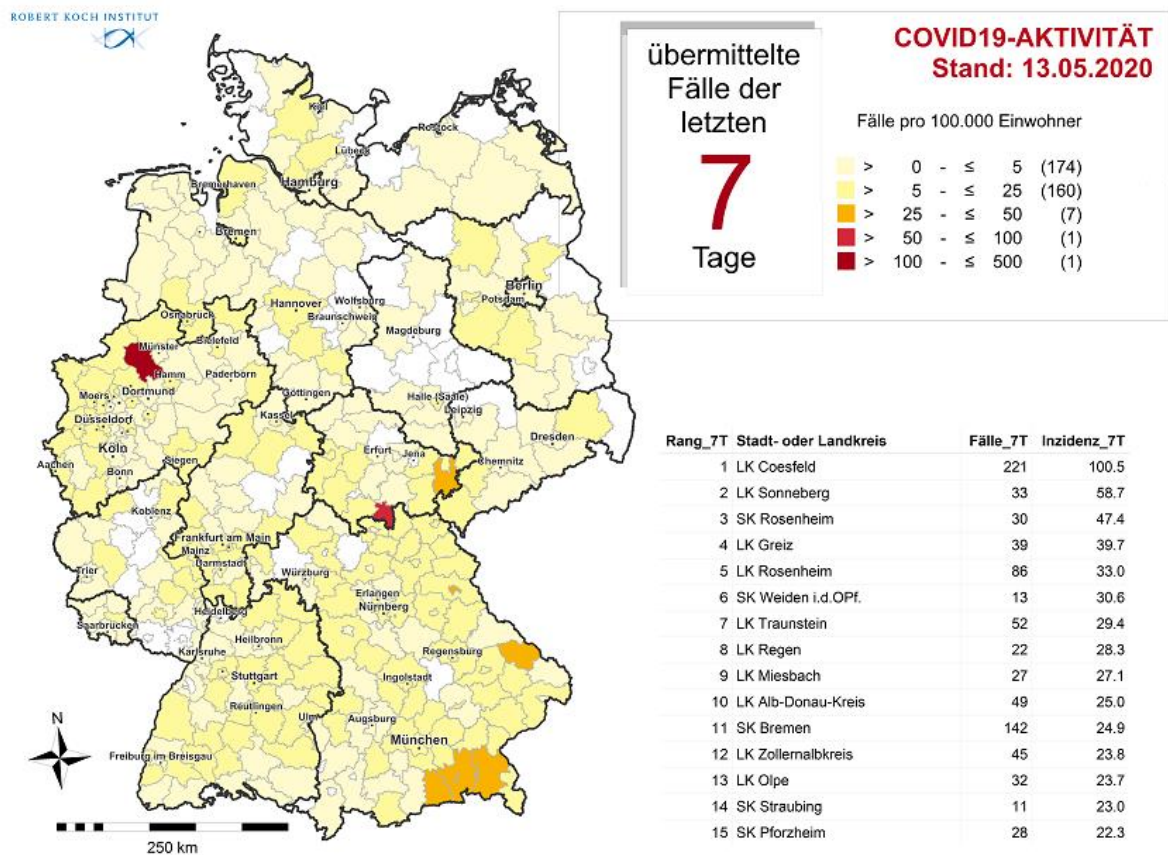 ROBERT KOCH INSTITUT
übermittelte
Fälle der
letzten
7
Tage
COVID19-AKTIVITÄT
Stand: 13.05.2020
Fälle pro 100.000 Einwohner
> 0 - ≤ 5 (174)
> 5 - ≤ 25 (160)
> 25 - ≤ 50 (7)
> 50 - ≤ 100 (1)
> 100 - ≤ 500 (1)
Kiel
Rostock
Lübeck
Bremerhaven
Hamburg
Bremen
Berlin
Wolfsburg
Hannover
Potsdam
Osnabrück
Braunschweig
Magdeburg
Münster
Bielefeld
Hamm
Paderborn
Dortmund
Moers
Göttingen
Halle (Saale)
Düsseldorf
Kassel
Leipzig
Dresden
Köln
Erfurt
Jena
Chemnitz
Aachen
Bonn
Siegen
Koblenz
Frankfurt am Main
Mainz
Darmstadt
Trier
Würzburg
Erlangen
Nürnberg
Heidelberg
Saarbrücken
Heilbronn
Karlsruhe
Regensburg
Stuttgart
Ingolstadt
Reutlingen
Ulm
Augsburg
München
Freiburg im Breisgau
N
250 km
Rang_7T Stadt- oder Landkreis Fälle_7T Inzidenz_7T
1 LK Coesfeld 221 100.5
2 LK Sonneberg 33 58.7
3 SK Rosenheim 30 47.4
4 LK Greiz 39 39.7
5 LK Rosenheim 86 33.0
6 SK Weiden i.d.OPf. 13 30.6
7 LK Traunstein 52 29.4
8 LK Regen 22 28.3
9 LK Miesbach 27 27.1
10 LK Alb-Donau-Kreis 49 25.0
11 SK Bremen 142 24.9
12 LK Zollernalbkreis 45 23.8
13 LK Olpe 32 23.7
14 SK Straubing 11 23.0
15 SK Pforzheim 28 22.3